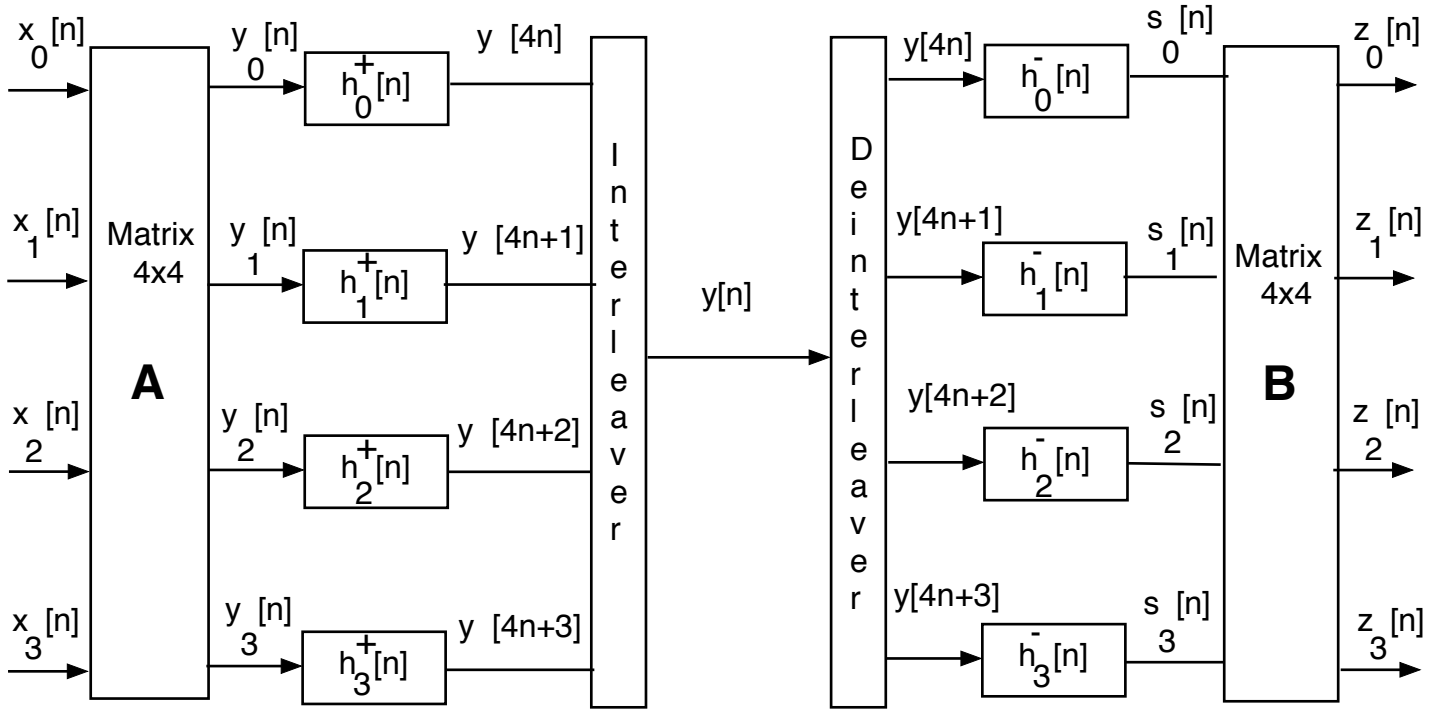 x0[n]
y0[n]
h0+[n]
y [4n]
y[4n]
h0-[n]
s0[n]
z0[n]
x1[n]
Matrix
4x4
A
y1[n]
h1+[n]
y [4n+1]
Interleaver
y[n]
Deinterleaver
y[4n+1]
h1-[n]
s1[n]
Matrix
4x4
B
z1[n]
x2[n]
y2[n]
h2+[n]
y [4n+2]
y[4n+2]
h2-[n]
s2[n]
z2[n]
x3[n]
y3[n]
h3+[n]
y [4n+3]
y[4n+3]
h3-[n]
s3[n]
z3[n]